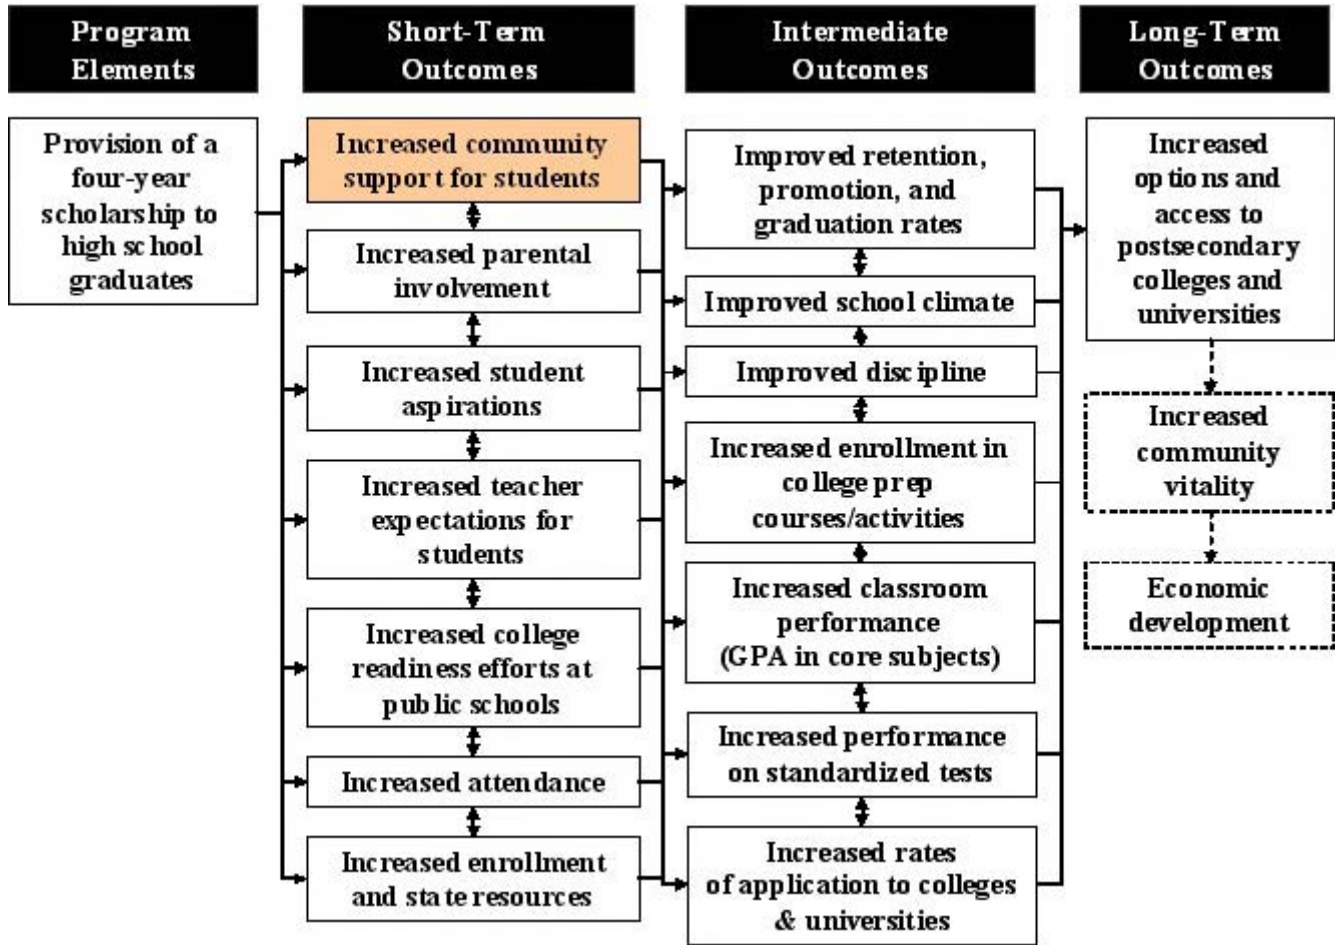 Program
Elements
Short-Term
Outcomes
Intermediate
Outcomes
Long-Term
Outcomes
Provision of a
four-year
scholarship to
high school
graduates
Increased community
support for students
Increased parental
involvement
Increased student
aspirations
Increased teacher
expectations for
students
Increased college
readiness efforts at
public schools
Increased attendance
Increased enrollment
and state resources
Improved retention,
promotion, and
graduation rates
Improved school climate
Improved discipline
Increased enrollment in
college prep
courses/activities
Increased classroom
performance
(GPA in core subjects)
Increased performance
on standardized tests
Increased rates
of application to colleges
& universities
Increased
options and
access to
postsecondary
colleges and
universities
Increased
community
vitality
Economic
development